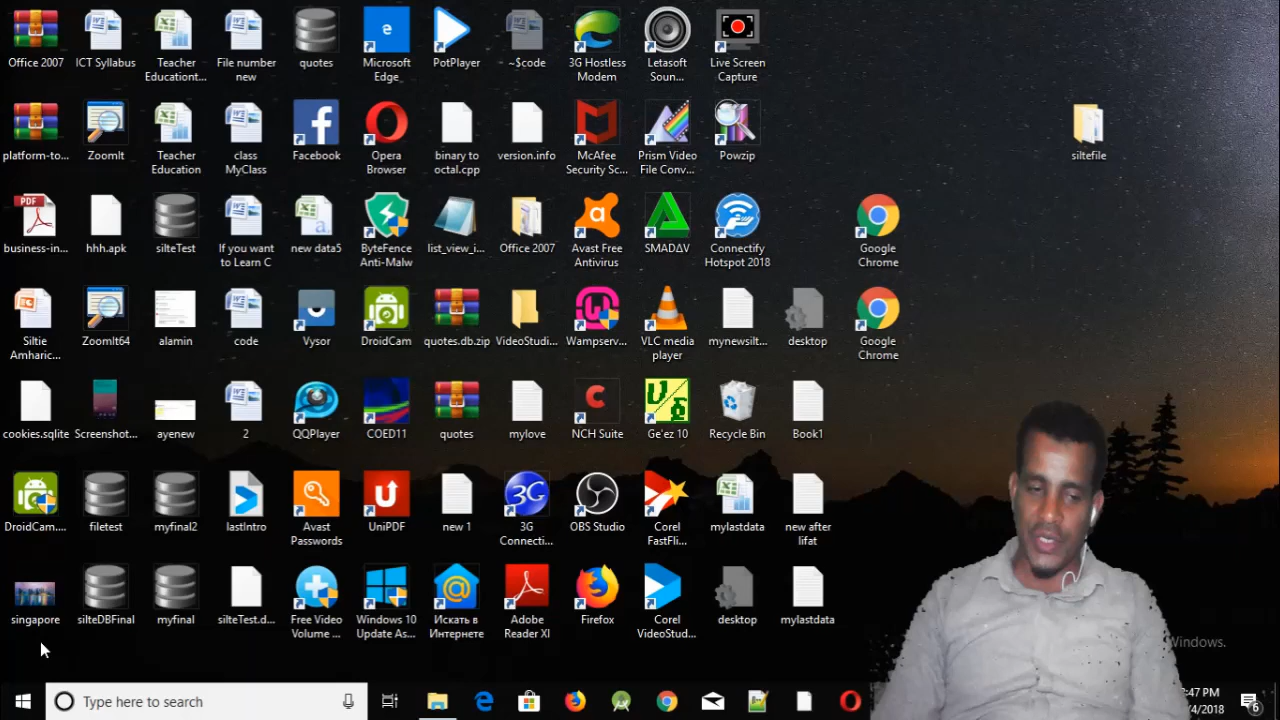 Office 2007
ICT Syllabus
Teacher
Educationt...
File number
new
quotes
Microsoft
Edge
PotPlayer
~$code
3G Hostless
Modem
Letasoft
Soun...
Live Screen
Capture
platform-to...
ZoomIt
Teacher
Education
class
MyClass
Facebook
Opera
Browser
binary to
octal.cpp
version.info
McAfee
Security Sc...
Prism Video
File Conv...
Powzip
siltefile
PDF
business-in...
hhh.apk
silteTest
If you want
to Learn C
new data5
ByteFence
Anti-Malw
list_view_i...
Office 2007
Avast Free
Antivirus
SMADΔV
Connectify
Hotspot 2018
Google
Chrome
Siltie
Amharic...
ZoomIt64
alamin
code
Vysor
DroidCam
quotes.db.zip
VideoStudi...
Wampserv...
VLC media
player
mynewsilt...
desktop
Google
Chrome
cookies.sqlite
Screenshot...
ayenew
2
QQPlayer
COED11
quotes
mylove
NCH Suite
Ge'ez 10
Recycle Bin
Book1
DroidCam....
filetest
myfinal2
lastIntro
Avast
Passwords
UniPDF
new 1
3G
3G
Connecti...
OBS Studio
Corel
FastFli...
mylastdata
new after
lifat
singapore
silteDBFinal
myfinal
silteTest.d...
Free Video
Volume ...
Windows 10
Update As...
Искать в
Интернете
Adobe
Reader XI
Firefox
Corel
VideoStud...
desktop
mylastdata
Windows.
Type here to search
:47 PM
/4/2018
6